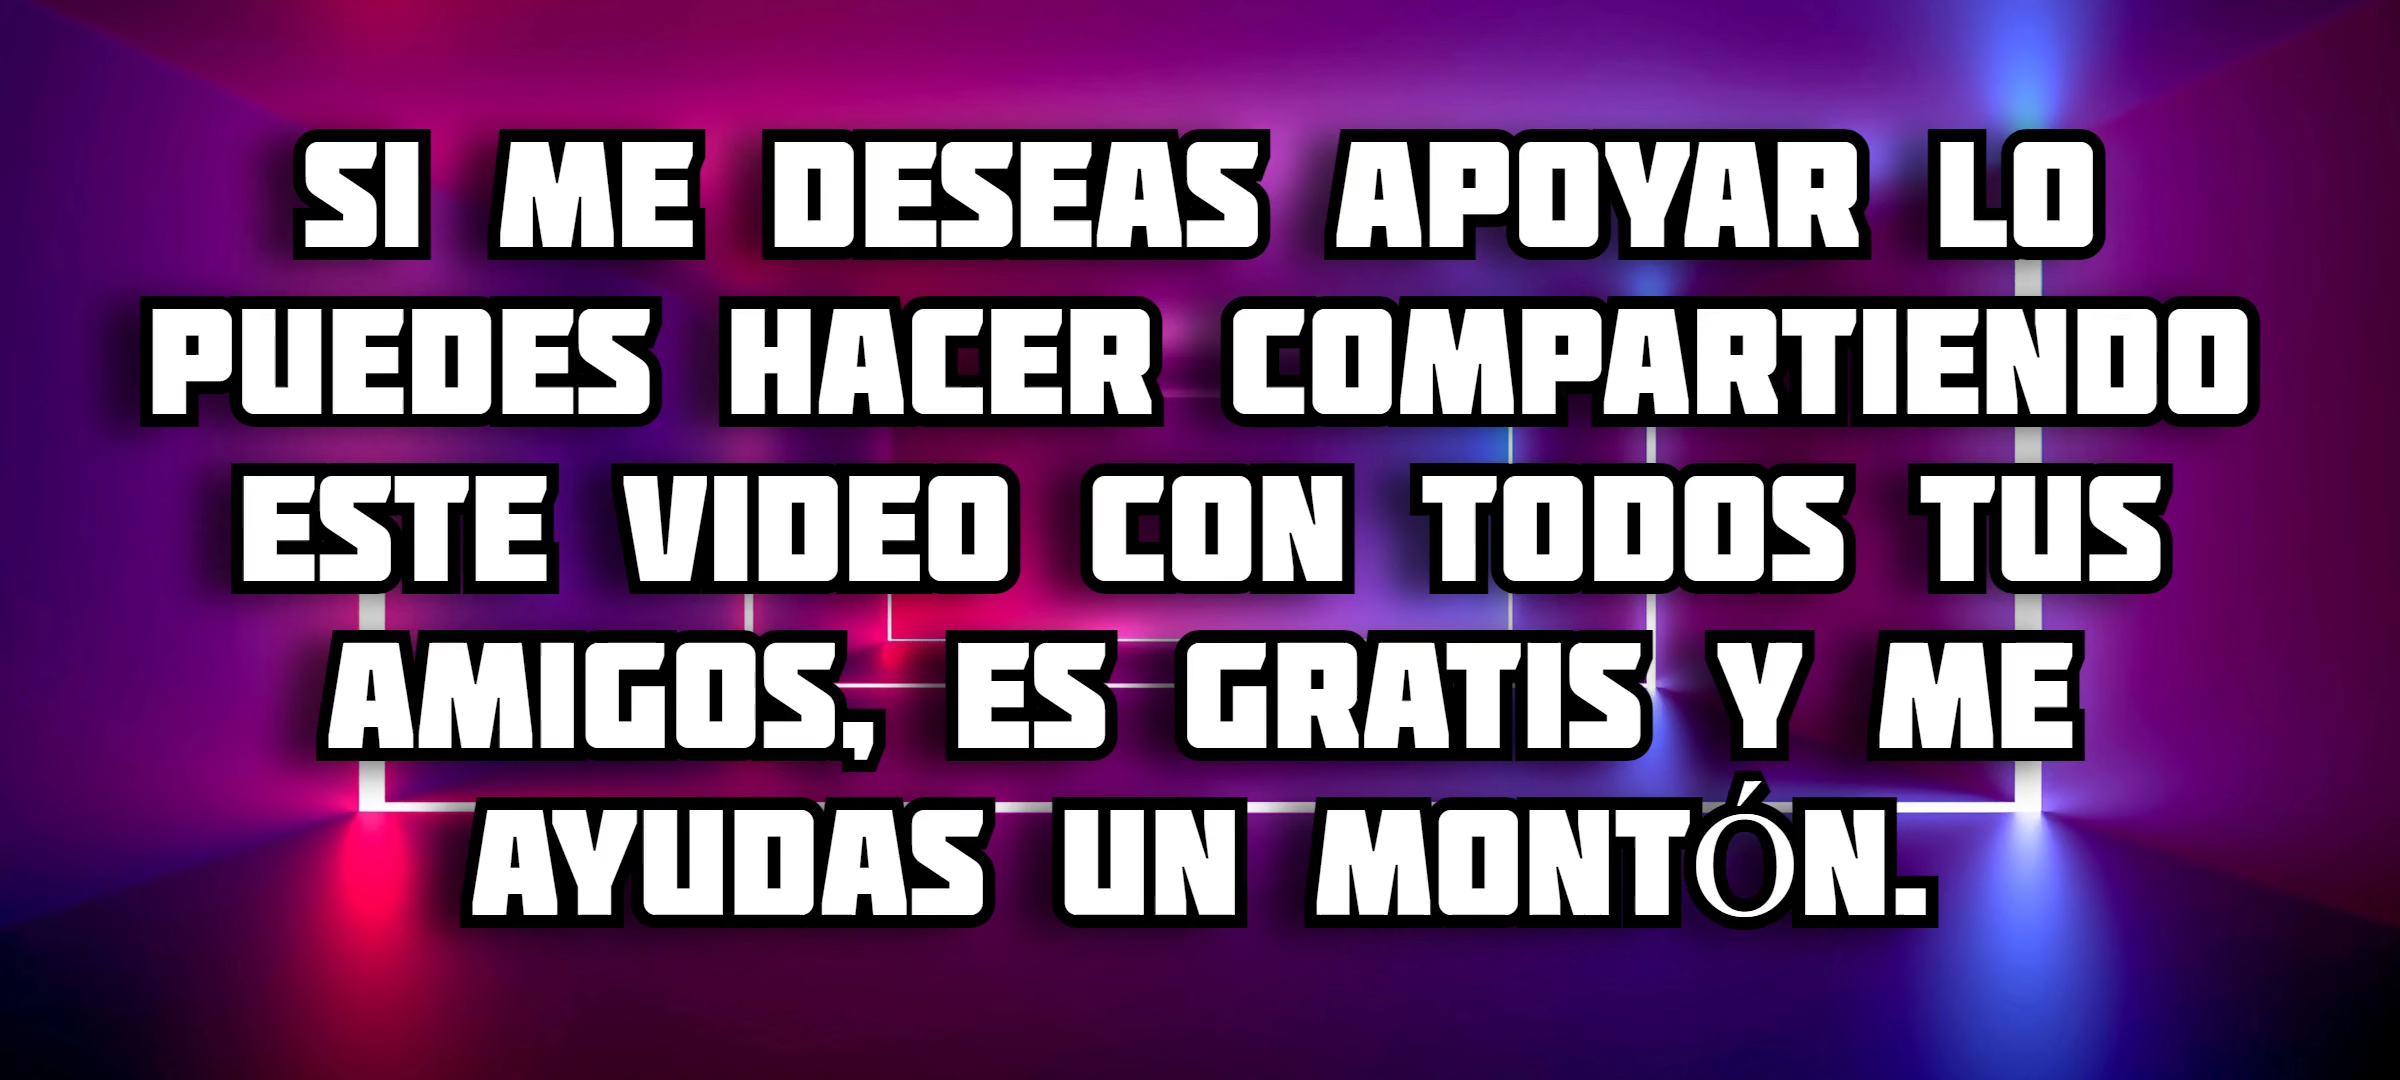 SI ME DESEAS APOYAR LO
PUEDES HACER COMPARTIENDO
ESTE VIDEO CON TODOS TUS
AMIGOS, ES GRATIS Y ME
AYUDAS UN MONTÓN.